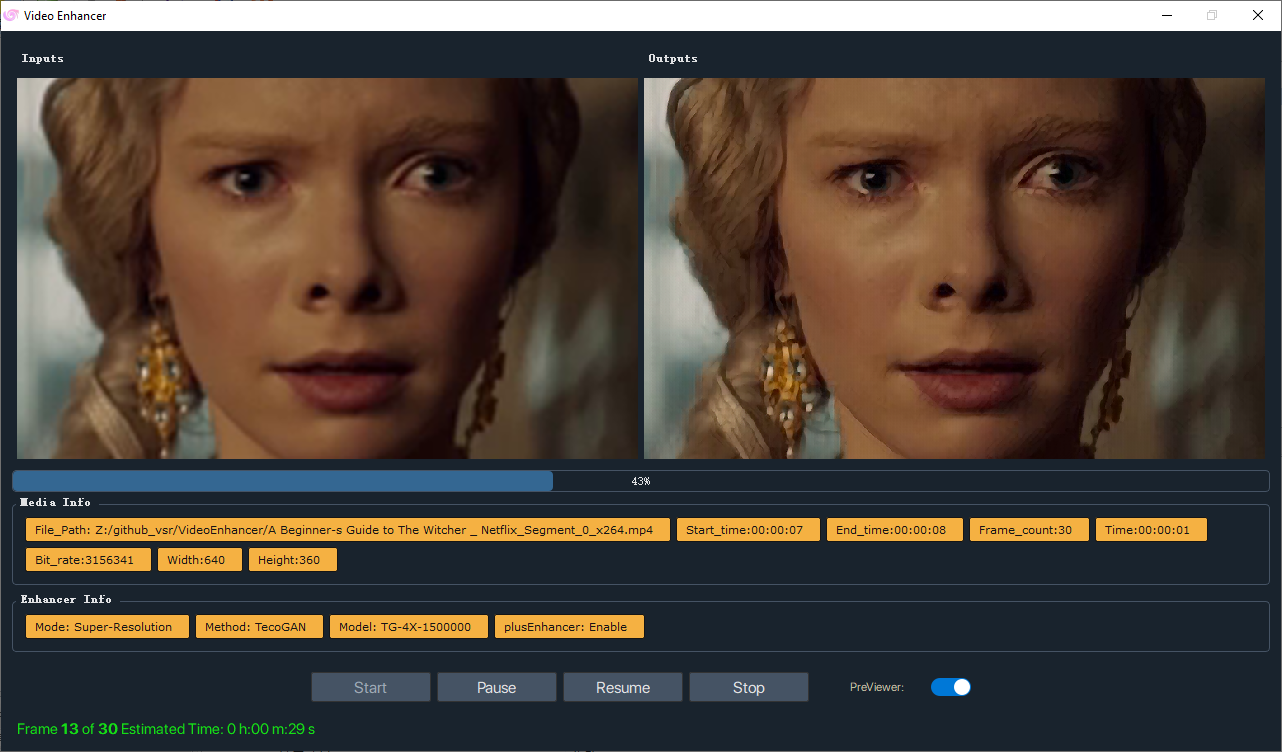 Video Enhancer
Inputs
Outputs
43%
Media Info
File_Path: Z:/github_vsr/VideoEnhancer/A Beginner-s Guide to The Witcher _ Netflix_Segment_0_x264.mp4
Start_time:00:00:07
End_time:00:00:08
Frame_count:30
Time:00:00:01
Bit_rate:3156341
Width:640
Height:360
Enhancer Info
Mode: Super-Resolution
Method: TecoGAN
Model: TG-4X-1500000
plusEnhancer: Enable
Start
Pause
Resume
Stop
PreViewer:
Frame 13 of 30 Estimated Time: 0 h:00 m:29 s